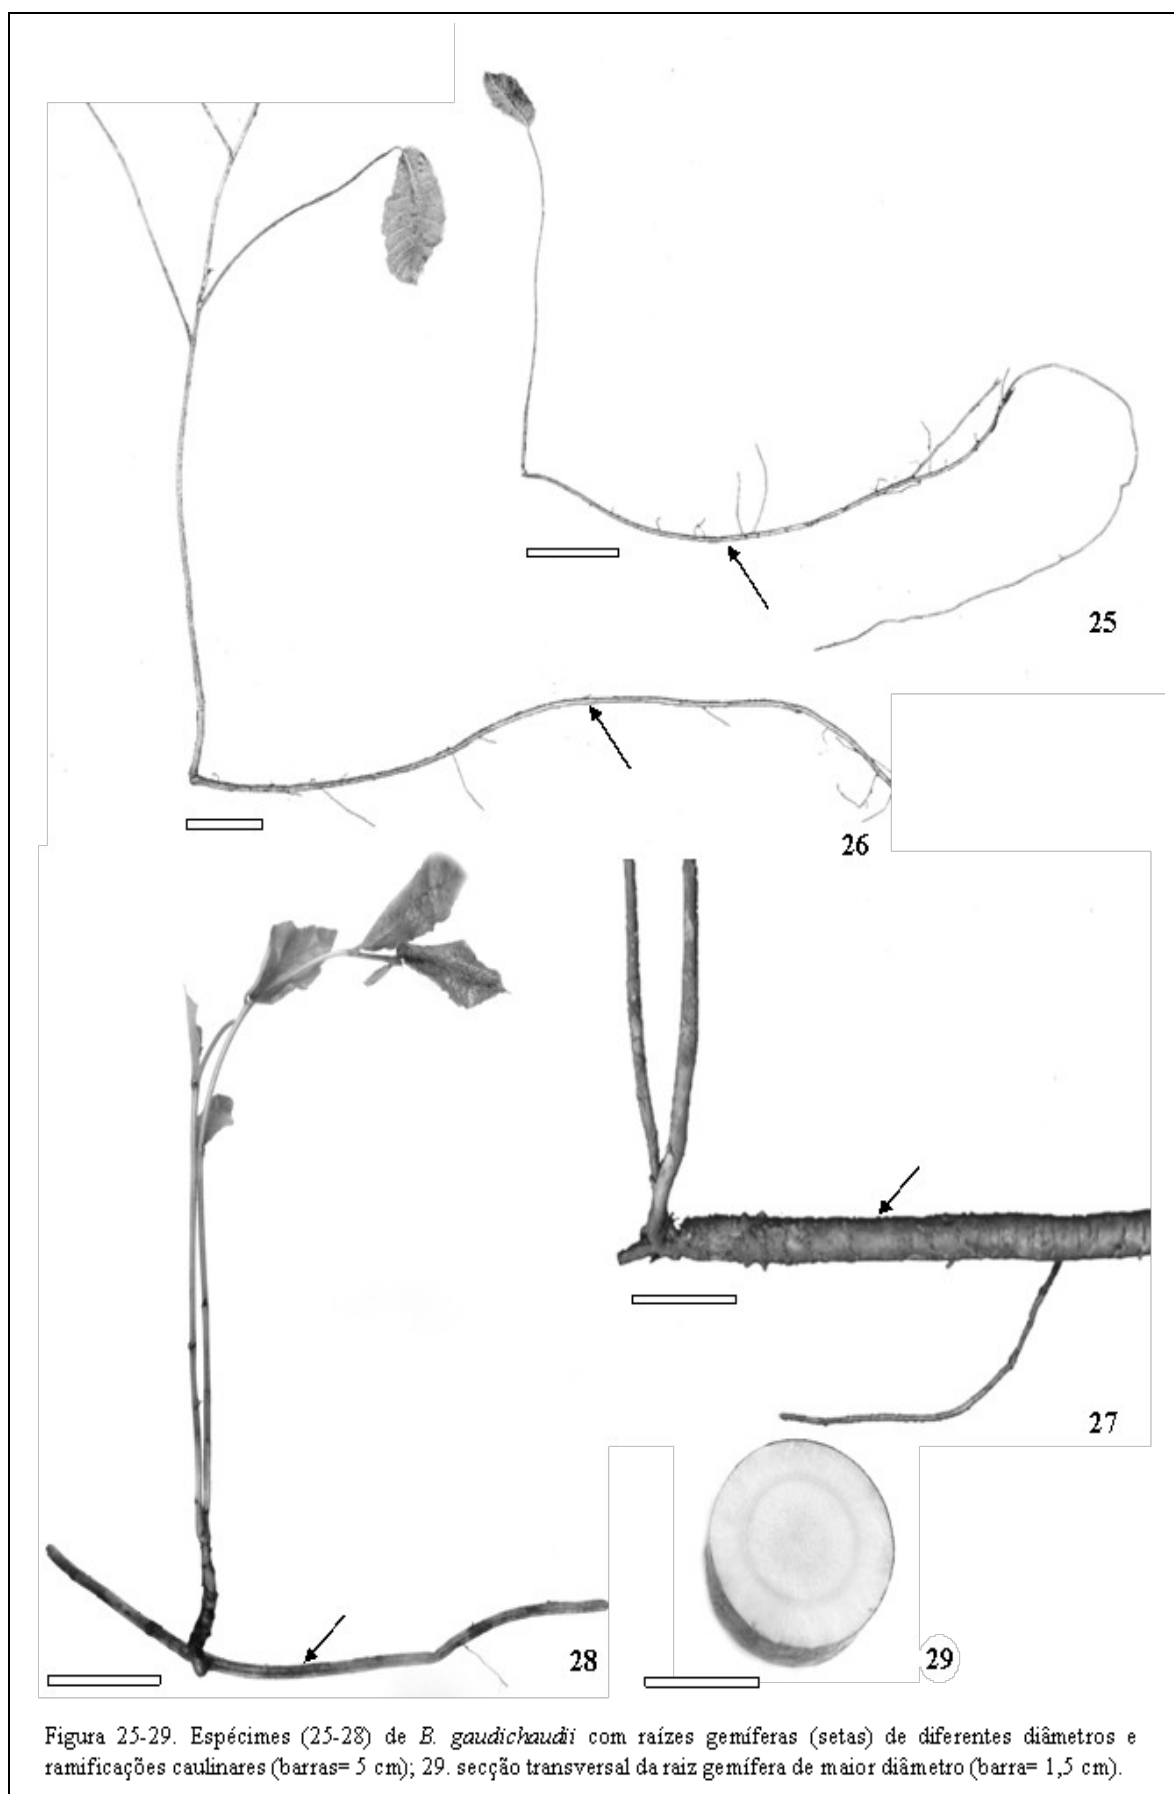 25
26
27
28
29
Figura 25-29. Espécimes (25-28) de B. gaudichaudii com raízes gemíferas (setas) de diferentes diâmetros e
ramificações caulinares (barras= 5 cm); 29. secção transversal da raiz gemífera de maior diâmetro (barra= 1,5 cm).